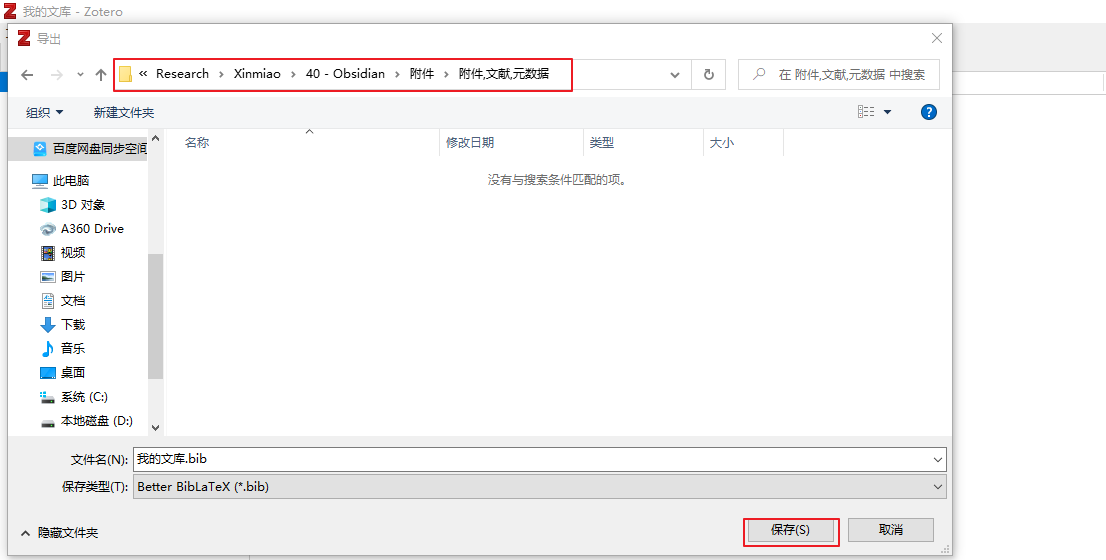 我的文库 - Zotero
导出
« Research › Xinmiao › 40 - Obsidian › 附件 › 附件,文献,元数据
在 附件,文献,元数据 中搜索
组织 新建文件夹
名称 修改日期 类型 大小
没有与搜索条件匹配的项。
百度网盘同步空间
此电脑
3D 对象
A360 Drive
视频
图片
文档
下载
音乐
桌面
系统 (C:)
本地磁盘 (D:)
文件名(N): 我的文库.bib
保存类型(T): Better BibLaTeX (*.bib)
隐藏文件夹 保存(S) 取消